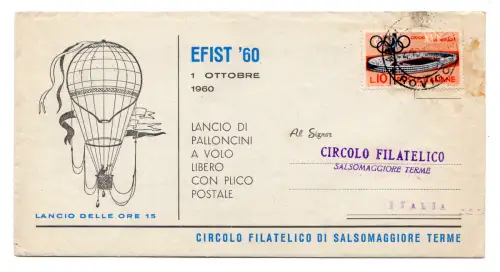 EFIST '60
1 OTTOBRE
1960
LANCIO DI
PALLONCINI
A VOLO
LIBERO
CON PLICO
POSTALE
LANCIO DELLE ORE 15
L.10
ROVIGO
Al Signor
CIRCOLO FILATELICO
SALSOMAGGIORE TERME
ITALIA
CIRCOLO FILATELICO DI SALSOMAGGIORE TERME